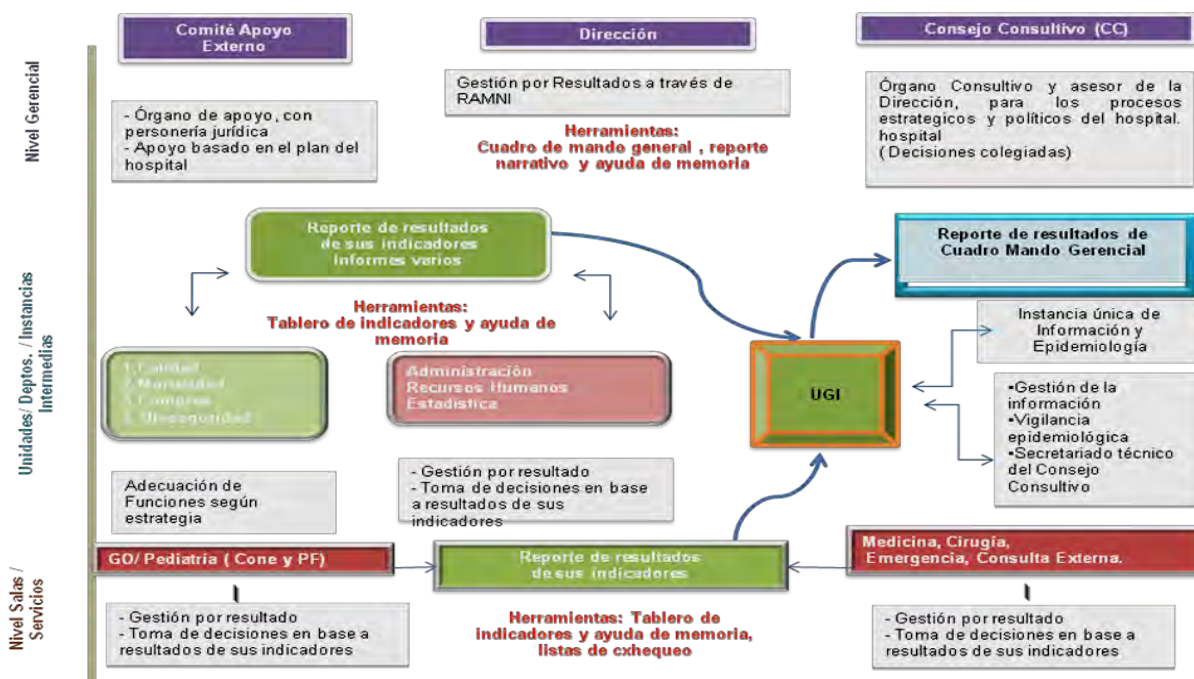 Nivel Gerencial
Comité Apoyo
Externo
Dirección
Consejo Consultivo (CC)
- Órgano de apoyo, con
personería jurídica
- Apoyo basado en el plan del
hospital
Gestión por Resultados a través de
RAMNI
Herramientas:
Cuadro de mando general , reporte
narrativo y ayuda de memoria
Órgano Consultivo y asesor de la
Dirección, para los procesos
estrategicos y políticos del hospital.
hospital
( Decisiones colegiadas)
Unidades/ Deptos. / Instancias
Intermedias
Reporte de resultados
de sus indicadores
Informes varios
Reporte de resultados de
Cuadro Mando Gerencial
Herramientas:
Tablero de indicadores y ayuda de
memoria
Instancia única de
Información y
Epidemiología
1. Calidad
2. Mortalidad
3. Compras
Administración
Recursos Humanos
Estadística
UGI
•Gestión de la
información
•Vigilancia
epidemiológica
•Secretariado técnico
del Consejo
Consultivo
Adecuación de
Funciones según
estrategia
- Gestión por resultado
- Toma de decisiones en base
a resultados de sus
indicadores
Nivel Salas /
Servicios
GO/ Pediatría ( Cone y PF)
Reporte de resultados
de sus indicadores
Medicina, Cirugía,
Emergencia, Consulta Externa.
- Gestión por resultado
- Toma de decisiones en base a
resultados de sus indicadores
Herramientas: Tablero de
indicadores y ayuda de memoria,
listas de cxhequeo
- Gestión por resultado
- Toma de decisiones en base a
resultados de sus indicadores